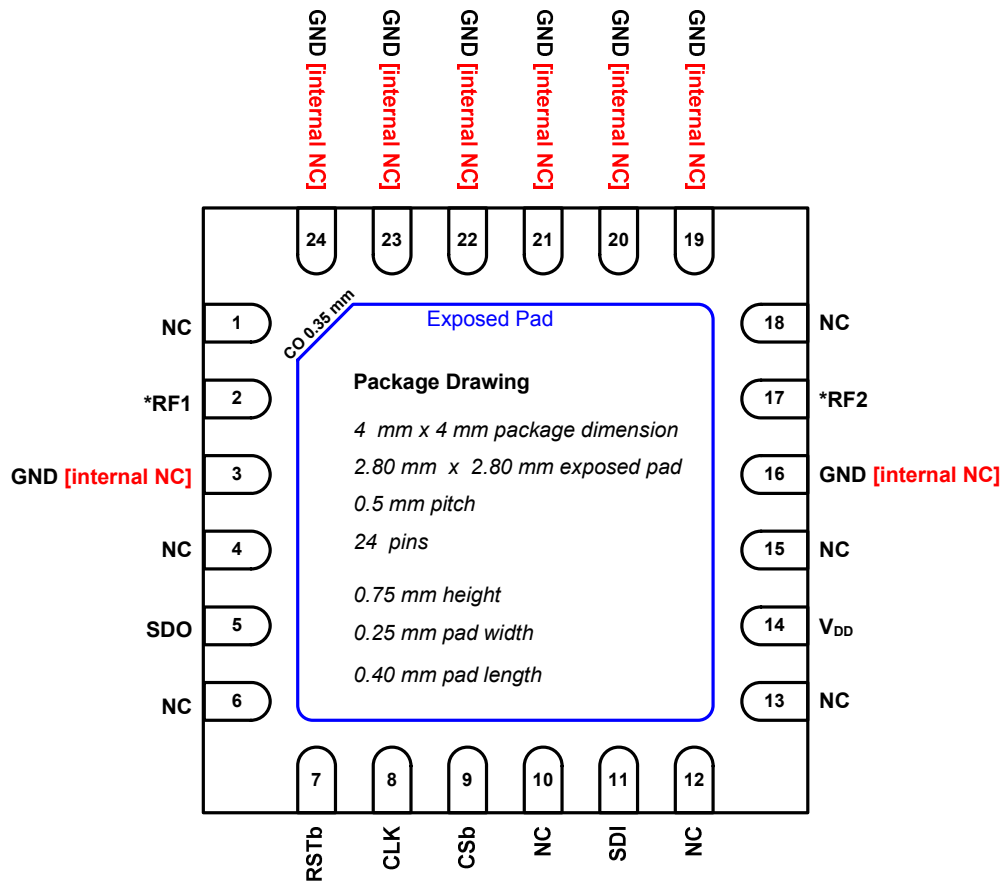 GND [internal NC]
GND [internal NC]
GND [internal NC]
GND [internal NC]
GND [internal NC]
GND [internal NC]
24
23
22
21
20
19
NC
1
CO 0.35 mm
Exposed Pad
18
NC
*RF1
2
Package Drawing
17
*RF2
4 mm x 4 mm package dimension
GND [internal NC]
3
2.80 mm x 2.80 mm exposed pad
16
GND [internal NC]
0.5 mm pitch
NC
4
24 pins
15
NC
0.75 mm height
SDO
5
0.25 mm pad width
14
VDD
0.40 mm pad length
NC
6
13
NC
7
8
9
10
11
12
RSTb
CLK
CSb
NC
SDI
NC